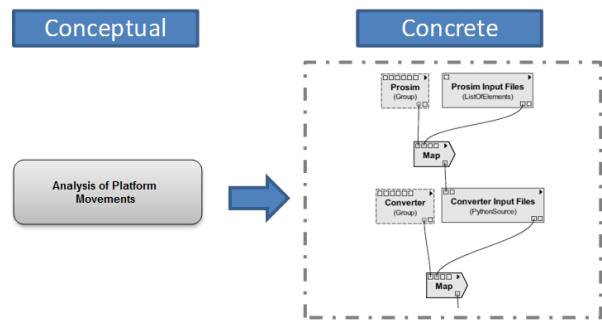 Conceptual
Concrete
Analysis of Platform
Movements
Prosim
(Group)
Prosim Input Files
(ListOfElements)
Map
Converter
(Group)
Converter Input Files
(PythonSource)
Map